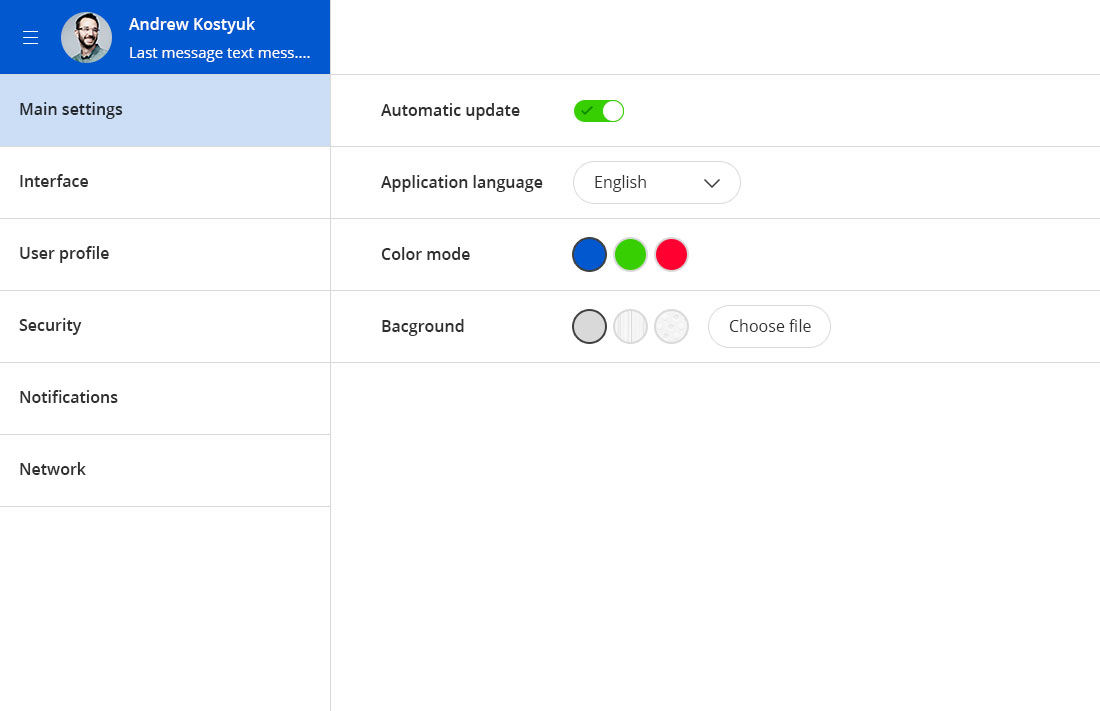 Andrew Kostyuk
Last message text mess....
Main settings
Interface
User profile
Security
Notifications
Network
Automatic update
Application language
English
Color mode
Bacground
Choose file